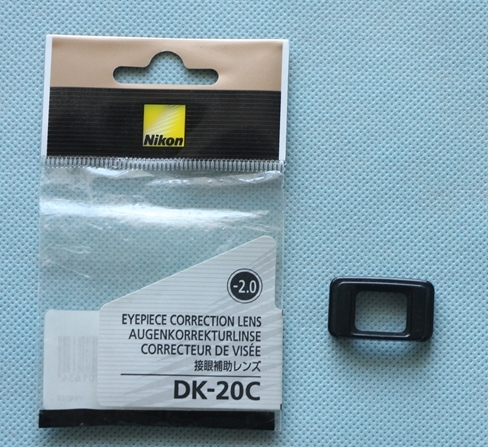 Nikon
-2.0
EYEPIECE CORRECTION LENS
AUGENKORREKTURLINSE
CORRECTEUR DE VISÉE
接眼補助レンズ
DK-20C